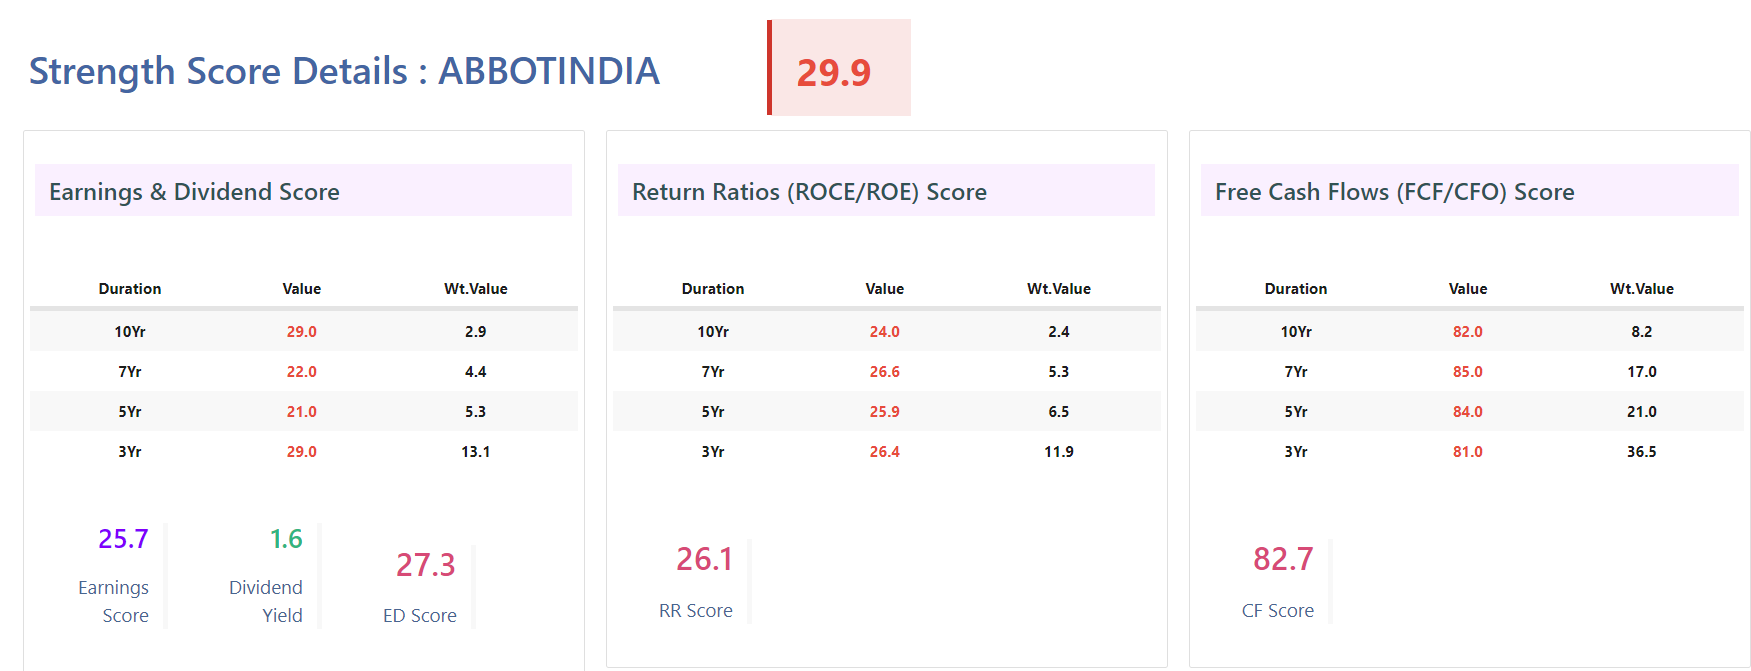 Strength Score Details : ABBOTINDIA
29.9
Earnings & Dividend Score
Duration Value Wt.Value
10Yr 29.0 2.9
7Yr 22.0 4.4
5Yr 21.0 5.3
3Yr 29.0 13.1
25.7
Earnings
Score
1.6
Dividend
Yield
27.3
ED Score
Return Ratios (ROCE/ROE) Score
Duration Value Wt.Value
10Yr 24.0 2.4
7Yr 26.6 5.3
5Yr 25.9 6.5
3Yr 26.4 11.9
26.1
RR Score
Free Cash Flows (FCF/CFO) Score
Duration Value Wt.Value
10Yr 82.0 8.2
7Yr 85.0 17.0
5Yr 84.0 21.0
3Yr 81.0 36.5
82.7
CF Score